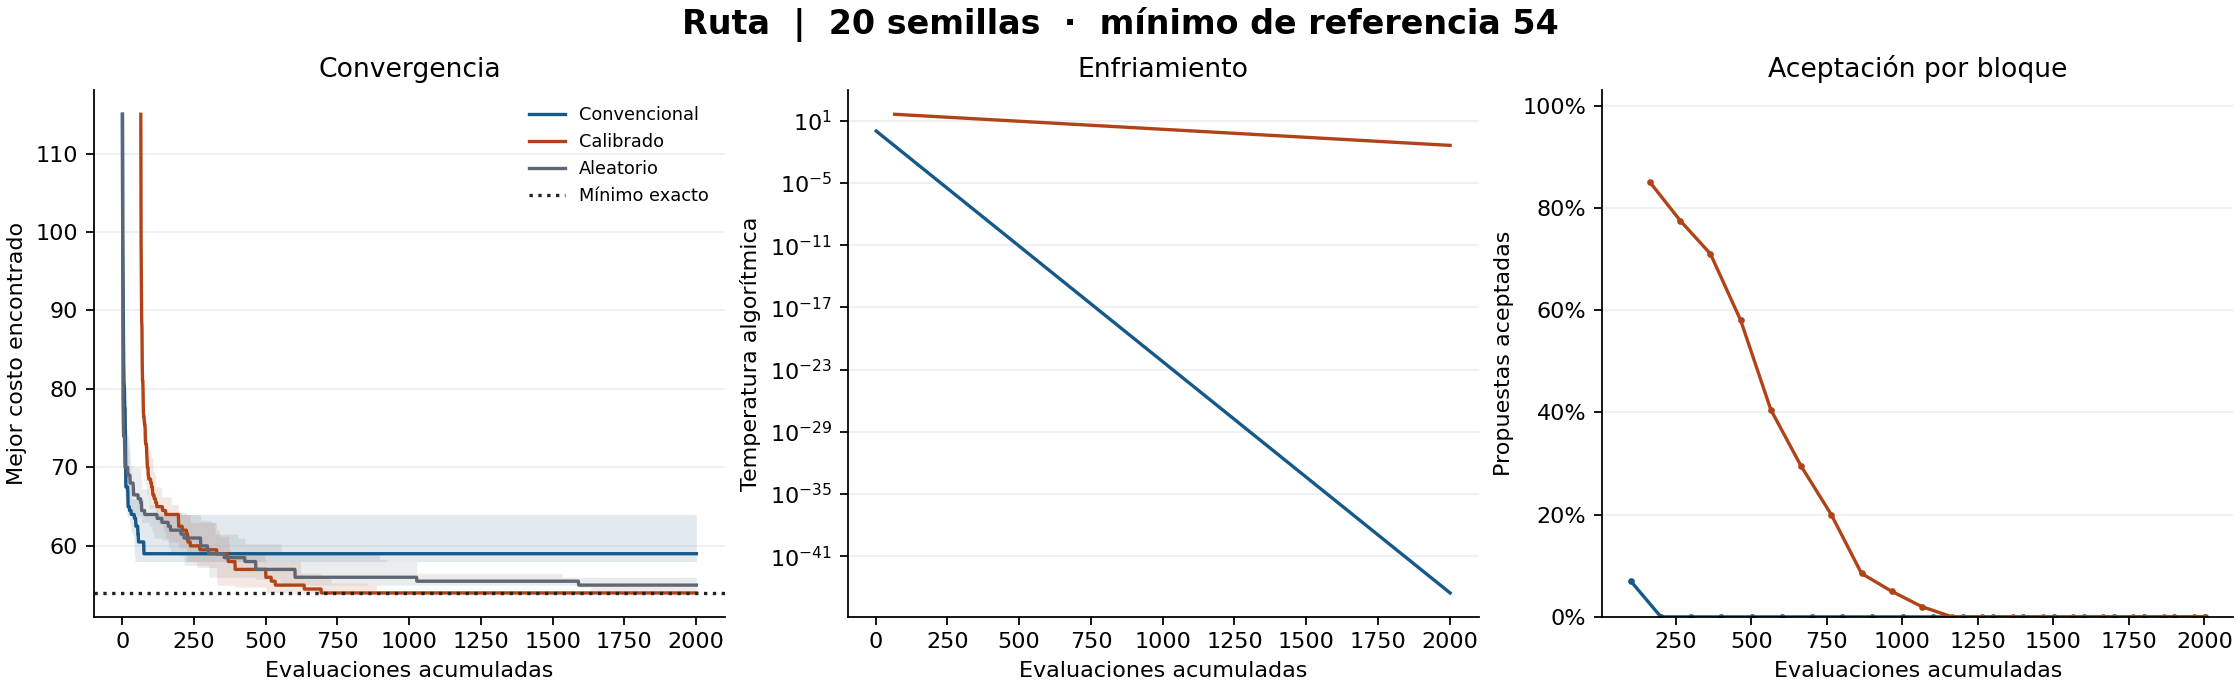 Ruta | 20 semillas · mínimo de referencia 54
Convergencia
Mejor costo encontrado
110
100
90
80
70
60
Convencional
Calibrado
Aleatorio
Mínimo exacto
0 250 500 750 1000 1250 1500 1750 2000
Evaluaciones acumuladas
Enfriamiento
Temperatura algorítmica
10¹
10⁻⁵
10⁻¹¹
10⁻¹⁷
10⁻²³
10⁻²⁹
10⁻³⁵
10⁻⁴¹
0 250 500 750 1000 1250 1500 1750 2000
Evaluaciones acumuladas
Aceptación por bloque
Propuestas aceptadas
100%
80%
60%
40%
20%
0%
250 500 750 1000 1250 1500 1750 2000
Evaluaciones acumuladas